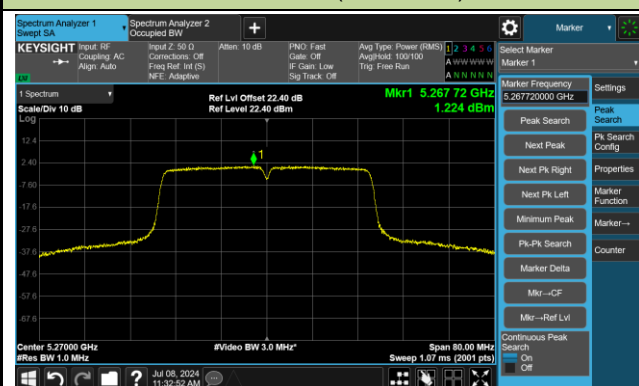 Spectrum Analyzer 1
Swept SA
Spectrum Analyzer 2
Occupied BW
Marker
KEYSIGHT
Input: RF
Coupling: AC
Align: Auto
Input Z: 50 Ω
Corrections: Off
Freq Ref: Int (S)
NFE: Adaptive
Atten: 10 dB
PNO: Fast
Gate: Off
IF Gain: Low
Sig Track: Off
Avg Type: Power (RMS)
Avg|Hold: 100/100
Trig: Free Run
1 2 3 4 5 6
A W W W W W
A N N N N N
LM
1 Spectrum
Scale/Div 10 dB
Log
Ref Lvl Offset 22.40 dB
Ref Level 22.40 dBm
Mkr1 5.267 72 GHz
1.224 dBm
12.4
2.40
-7.60
-17.6
-27.6
-37.6
-47.6
-57.6
-67.6
1
Center 5.27000 GHz
#Res BW 1.0 MHz
#Video BW 3.0 MHz*
Span 80.00 MHz
Sweep 1.07 ms (2001 pts)
Select Marker
Marker 1
Marker Frequency
5.267720000 GHz
Peak Search
Next Peak
Next Pk Right
Next Pk Left
Minimum Peak
Pk-Pk Search
Marker Delta
Mkr→CF
Mkr→Ref Lvl
Continuous Peak
Search
On
Off
Settings
Peak
Search
Pk Search
Config
Properties
Marker
Function
Marker→
Counter
Jul 08, 2024
11:32:52 AM